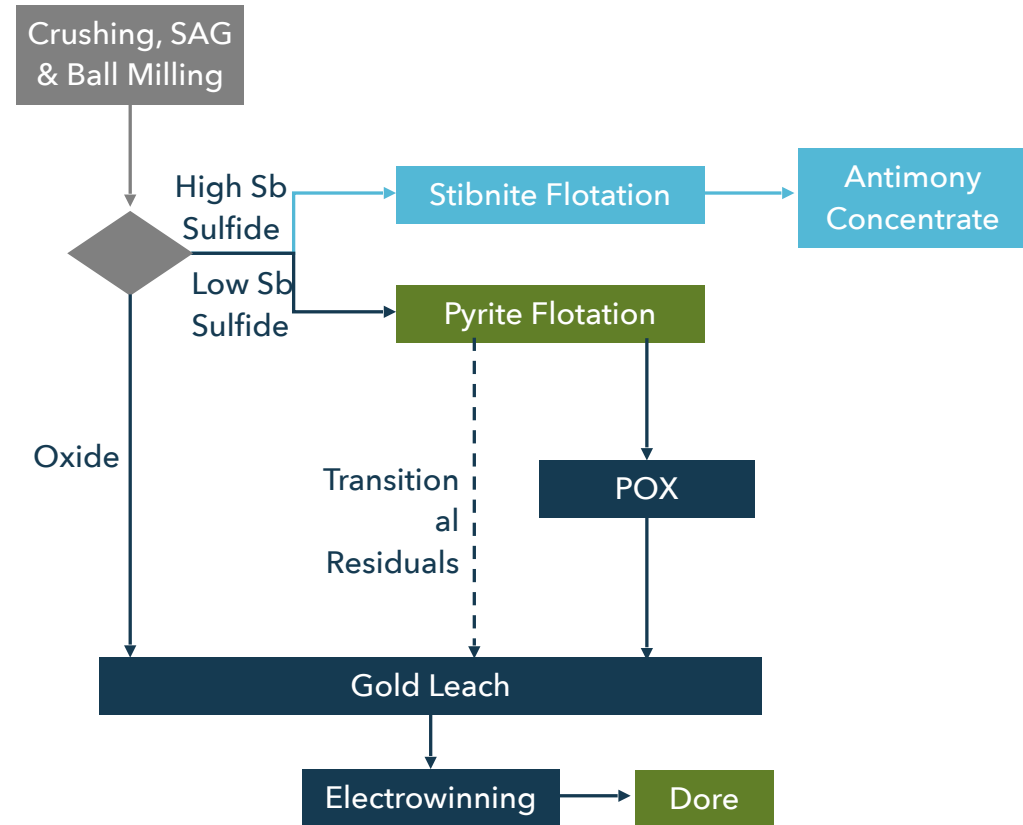 Crushing, SAG
& Ball Milling
High Sb
Sulfide
Stibnite Flotation
Antimony
Concentrate
Low Sb
Sulfide
Pyrite Flotation
Oxide
Transition
al
Residuals
POX
Gold Leach
Electrowinning
Dore